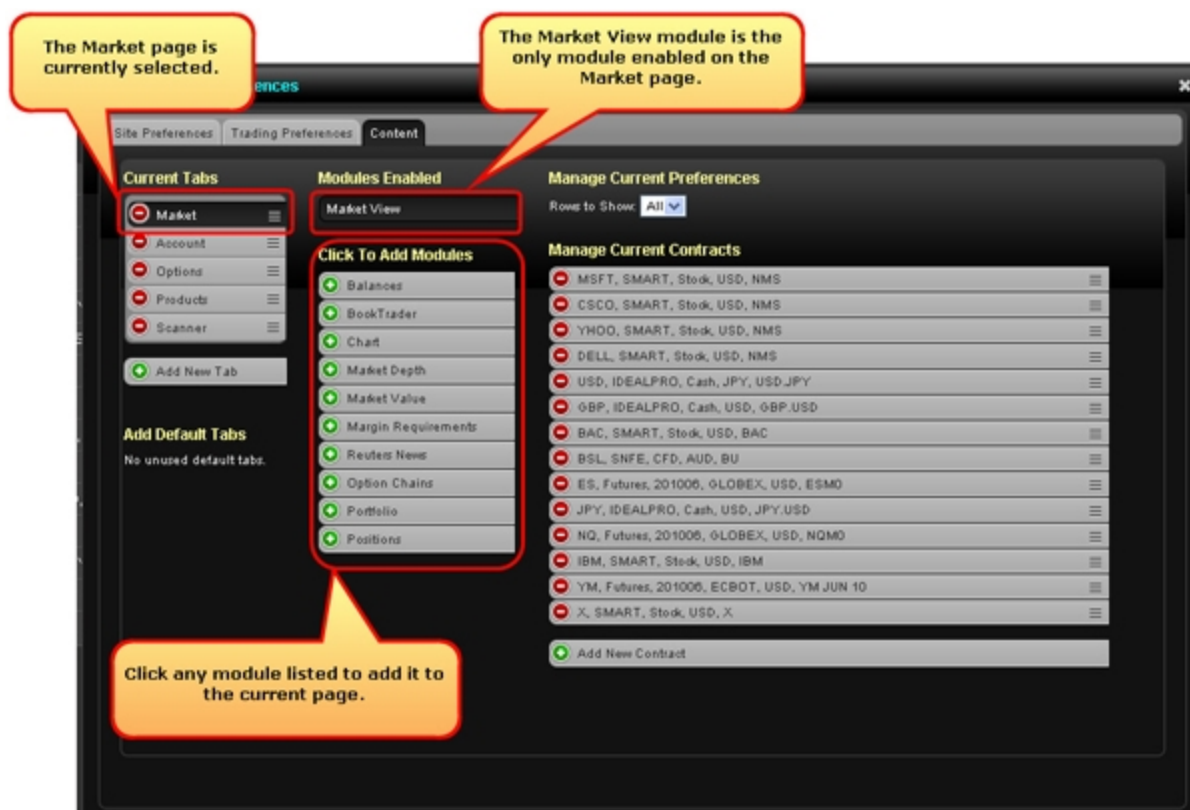 The Market page is
currently selected.
The Market View module is the
only module enabled on the
Market page.
ences
Site Preferences
Trading Preferences
Content
Current Tabs
Market
Account
Options
Products
Scanner
Add New Tab
Add Default Tabs
No unused default tabs.
Modules Enabled
Market View
Click To Add Modules
Balances
BookTrader
Chart
Market Depth
Market Value
Margin Requirements
Reuters News
Option Chains
Portfolio
Positions
Manage Current Preferences
Rows to Show: All
Manage Current Contracts
MSFT, SMART, Stock, USD, NMS
CSCO, SMART, Stock, USD, NMS
YHOO, SMART, Stock, USD, NMS
DELL, SMART, Stock, USD, NMS
USD, IDEALPRO, Cash, JPY, USD.JPY
GBP, IDEALPRO, Cash, USD, GBP.USD
BAC, SMART, Stock, USD, BAC
BSL, SNFE, CFD, AUD, BU
ES, Futures, 201006, GLOBEX, USD, ESM0
JPY, IDEALPRO, Cash, USD, JPY.USD
NQ, Futures, 201006, GLOBEX, USD, NQM0
IBM, SMART, Stock, USD, IBM
YM, Futures, 201006, ECBOT, USD, YM JUN 10
X, SMART, Stock, USD, X
Add New Contract
Click any module listed to add it to
the current page.